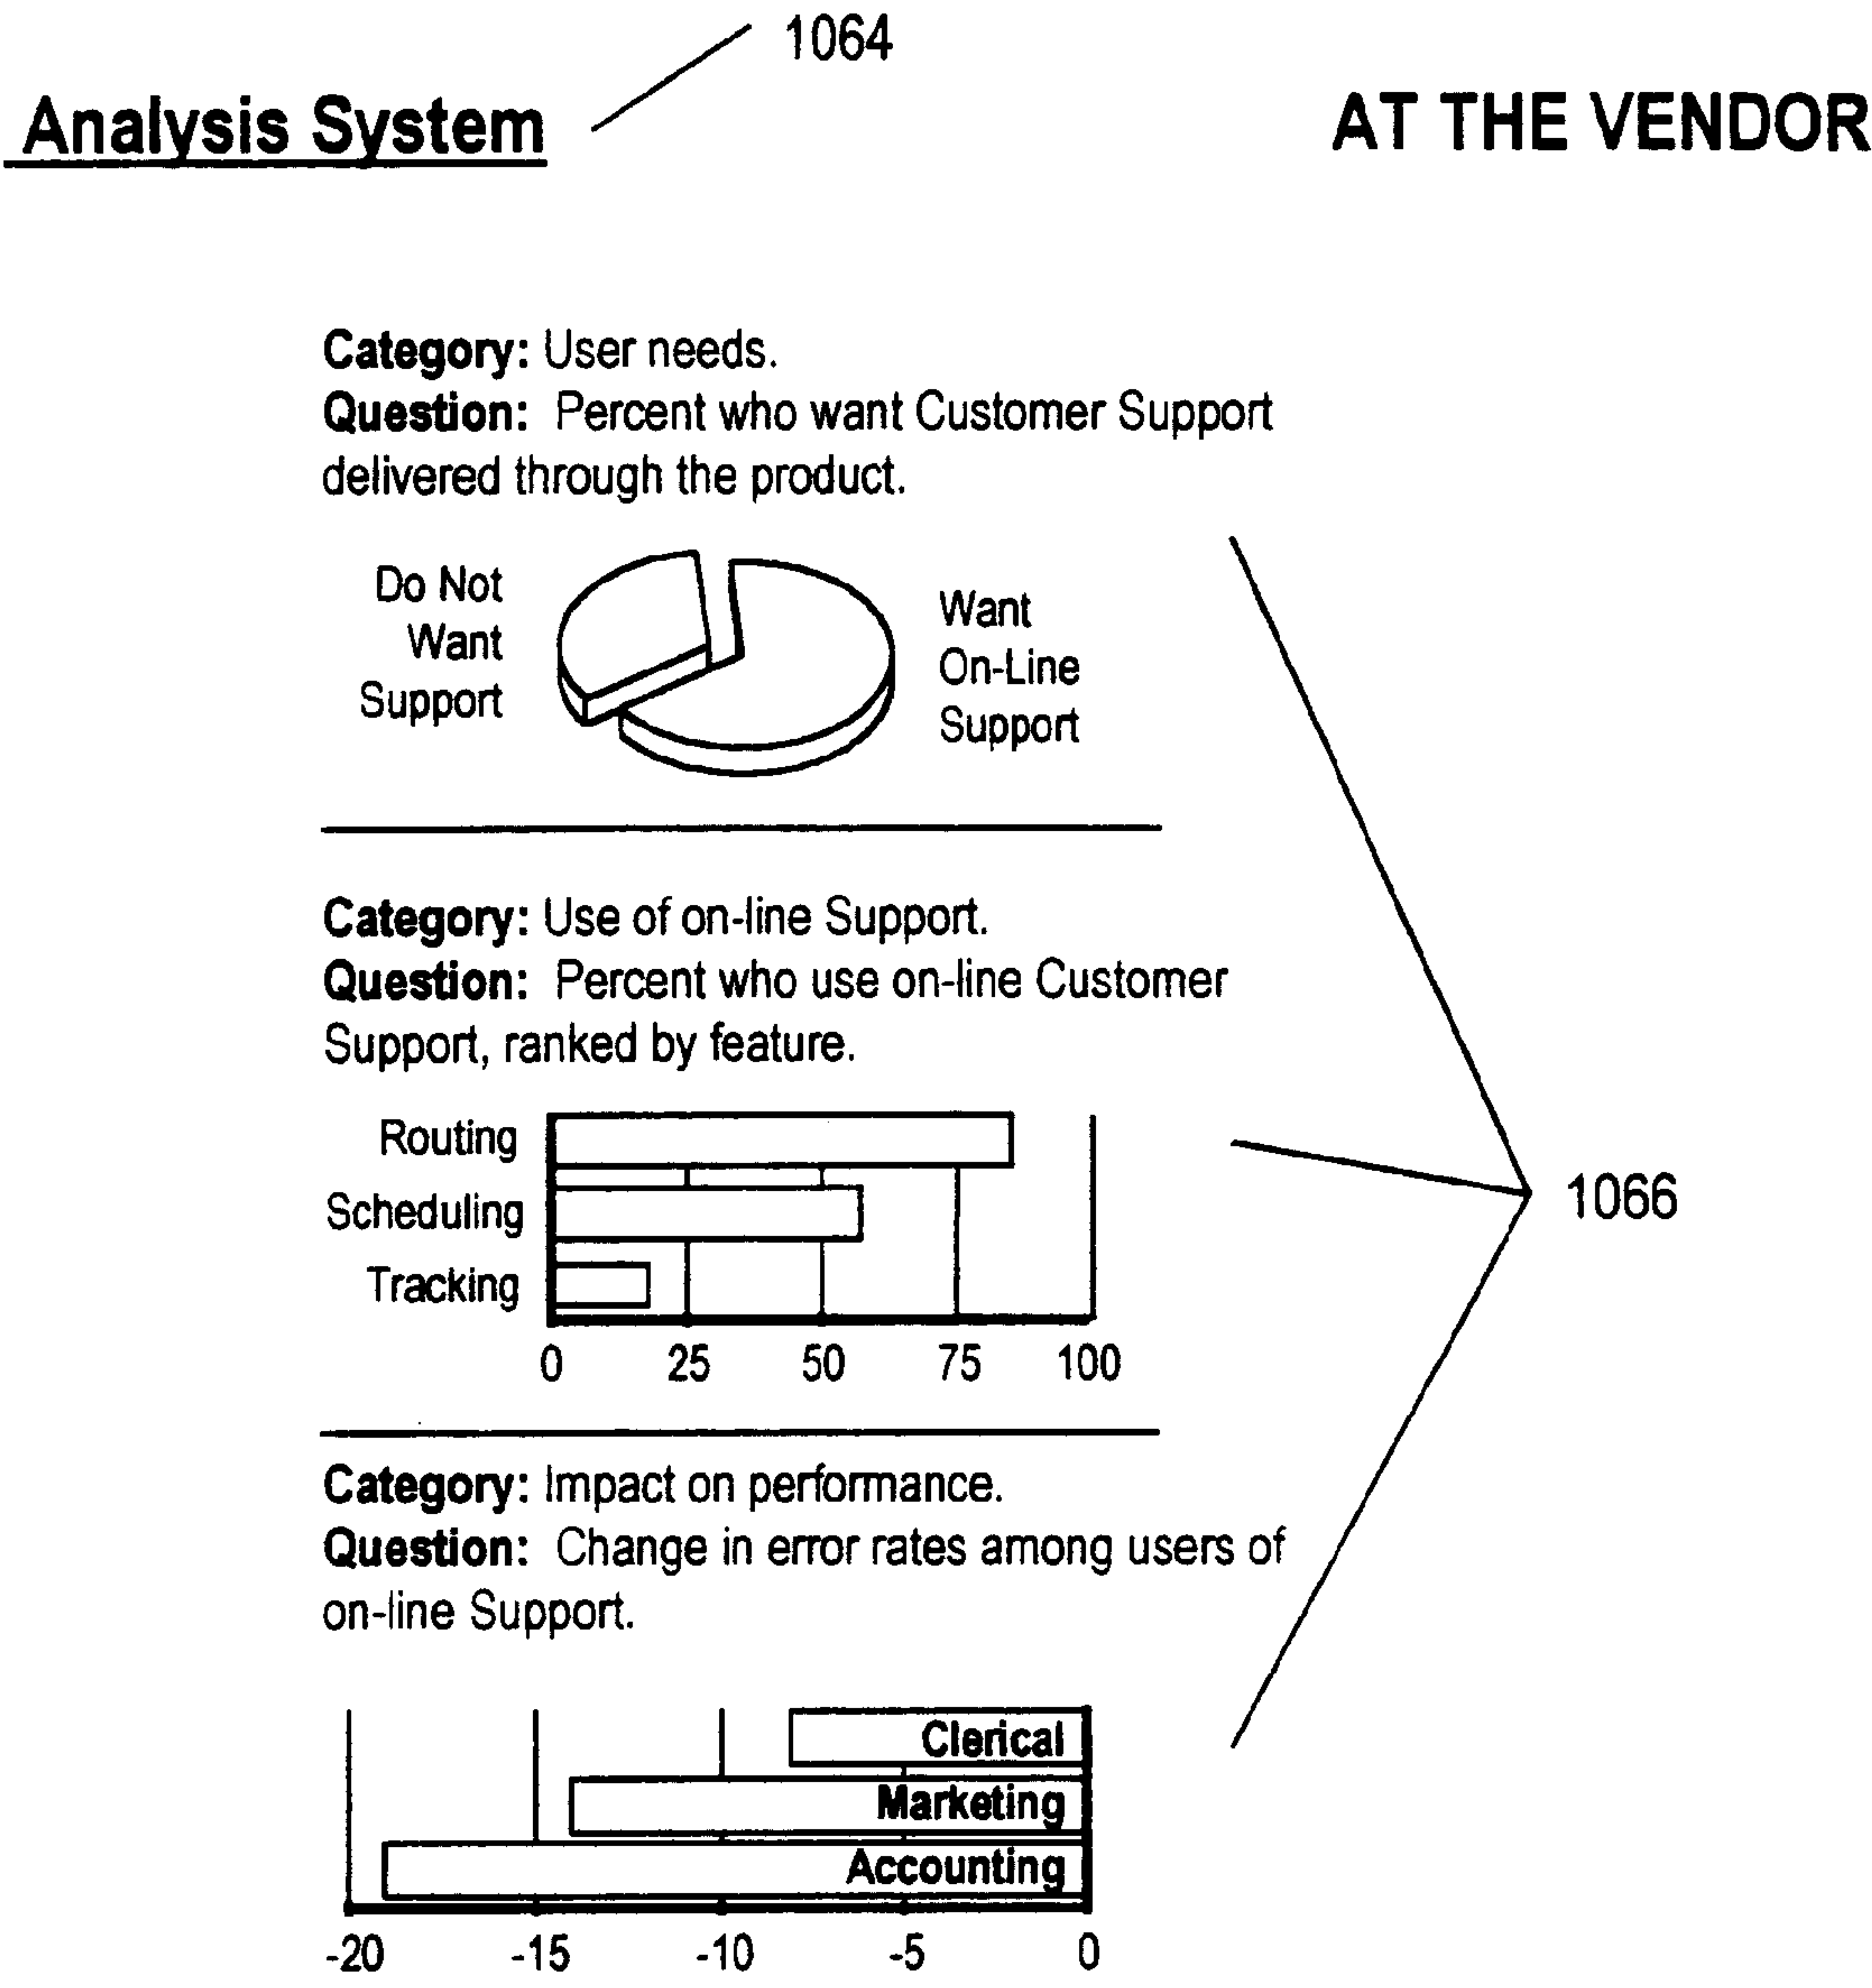 1064
Analysis System
AT THE VENDOR
Category: User needs.
Question: Percent who want Customer Support
delivered through the product.
Do Not
Want
Support
Want
On-Line
Support
Category: Use of on-line Support.
Question: Percent who use on-line Customer
Support, ranked by feature.
Routing
Scheduling
Tracking
0 25 50 75 100
1066
Category: Impact on performance.
Question: Change in error rates among users of
on-line Support.
Clerical
Marketing
Accounting
-20 -15 -10 -5 0